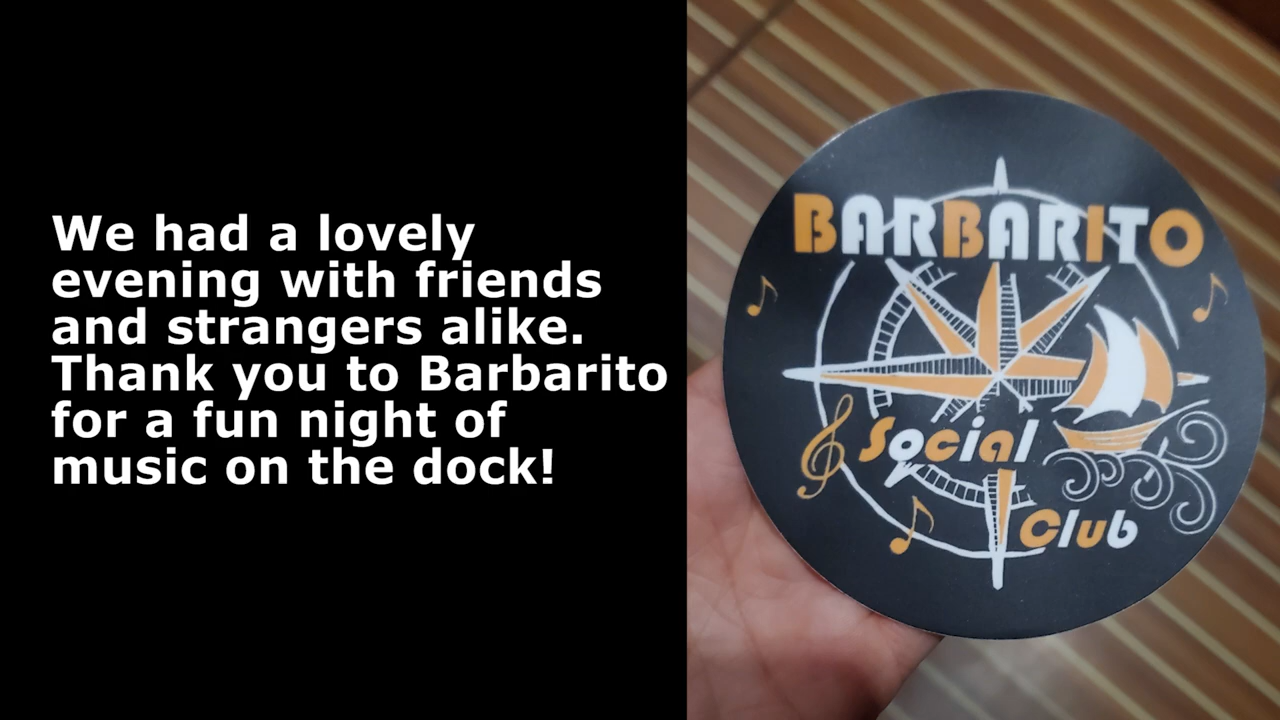 We had a lovely
evening with friends
and strangers alike.
Thank you to Barbarito
for a fun night of
music on the dock!
BARBARITO
Social
Club